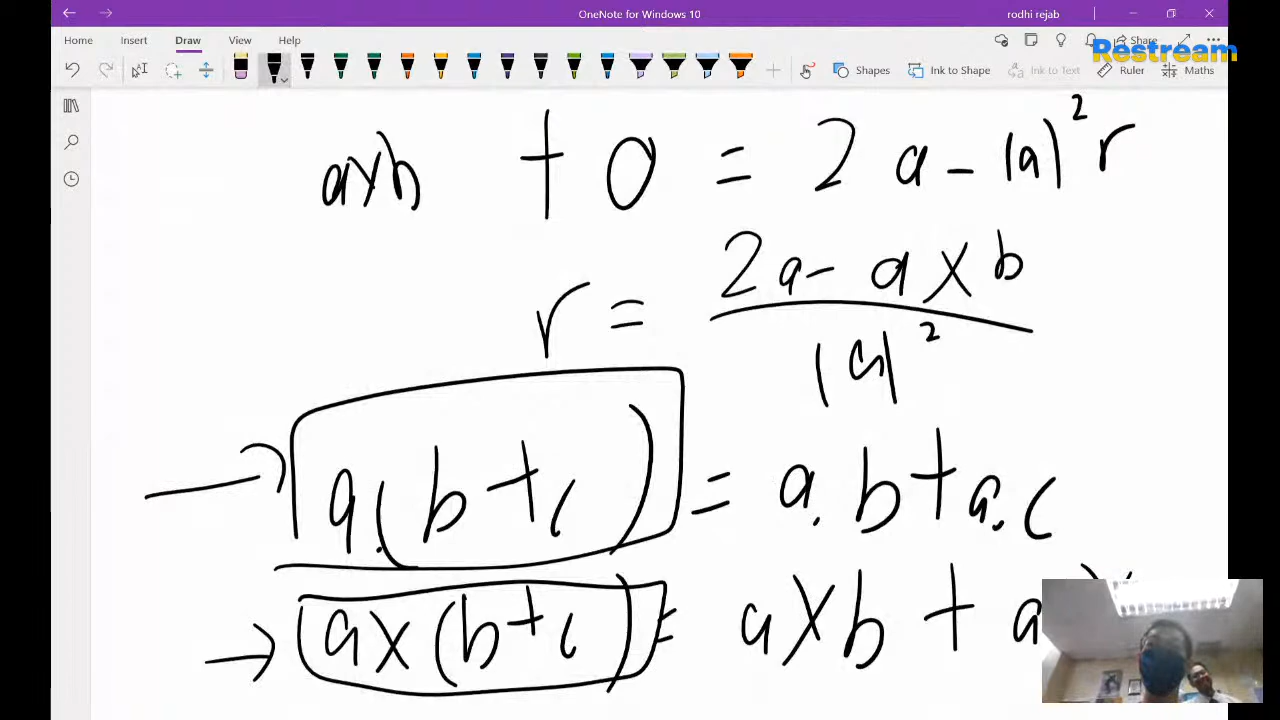 OneNote for Windows 10
rodhi rejab
Home Insert Draw View Help
Share
Restream
Shapes Ink to Shape Ink to Text Ruler Maths
a×b + 0 = 2a - |a|² r
r = (2a - a × b) / |a|²
→ a.(b+c) = a.b + a.c
→ a×(b+c) = a×b + a